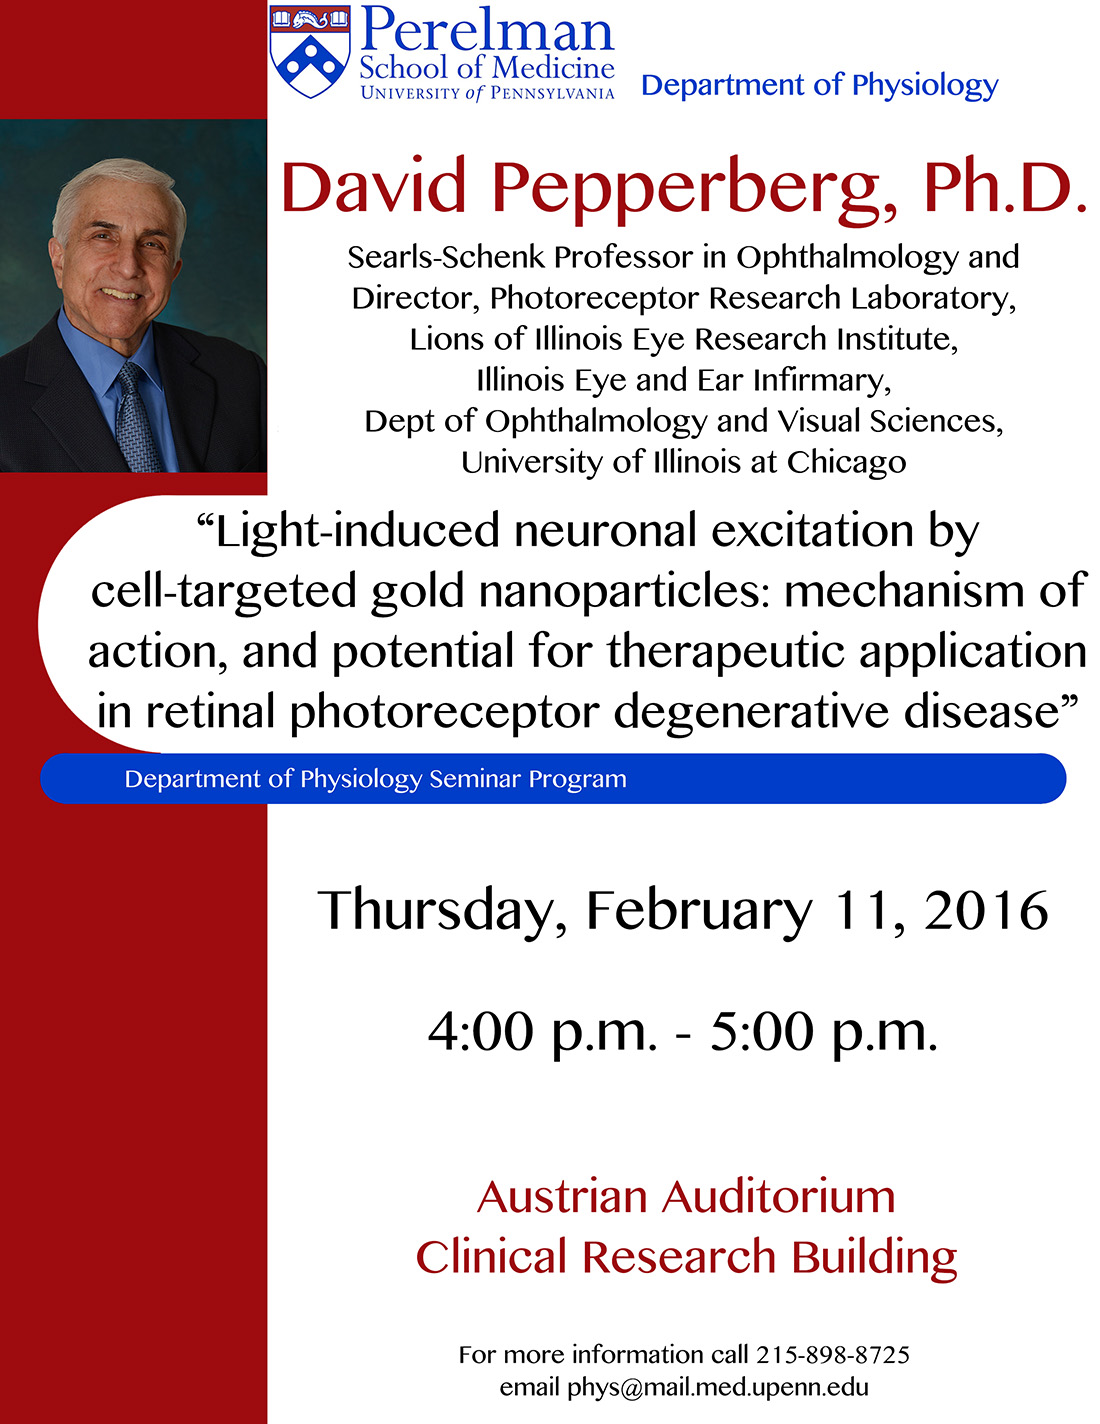 Perelman
School of Medicine
UNIVERSITY of PENNSYLVANIA
Department of Physiology
David Pepperberg, Ph.D.
Searls-Schenk Professor in Ophthalmology and
Director, Photoreceptor Research Laboratory,
Lions of Illinois Eye Research Institute,
Illinois Eye and Ear Infirmary,
Dept of Ophthalmology and Visual Sciences,
University of Illinois at Chicago
“Light-induced neuronal excitation by
cell-targeted gold nanoparticles: mechanism of
action, and potential for therapeutic application
in retinal photoreceptor degenerative disease”
Department of Physiology Seminar Program
Thursday, February 11, 2016
4:00 p.m. - 5:00 p.m.
Austrian Auditorium
Clinical Research Building
For more information call 215-898-8725
email phys@mail.med.upenn.edu